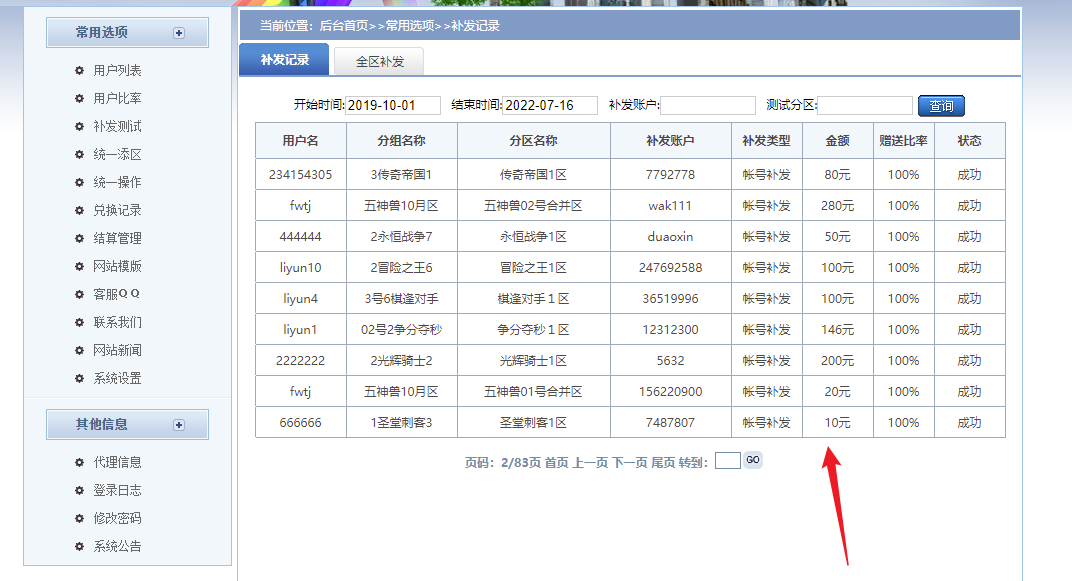 常用选项
用户列表
用户比率
补发测试
统一添区
统一操作
兑换记录
结算管理
网站模版
客服QQ
联系我们
网站新闻
系统设置
其他信息
代理信息
登录日志
修改密码
系统公告
当前位置：后台首页>>常用选项>>补发记录
补发记录 全区补发
开始时间:2019-10-01 结束时间:2022-07-16 补发账户: 测试分区: 查询
用户名 分组名称 分区名称 补发账户 补发类型 金额 赠送比率 状态
234154305 3传奇帝国1 传奇帝国1区 7792778 帐号补发 80元 100% 成功
fwtj 五神兽10月区 五神兽02号合并区 wak111 帐号补发 280元 100% 成功
444444 2永恒战争7 永恒战争1区 duaoxin 帐号补发 50元 100% 成功
liyun10 2冒险之王6 冒险之王1区 247692588 帐号补发 100元 100% 成功
liyun4 3号6棋逢对手 棋逢对手１区 36519996 帐号补发 100元 100% 成功
liyun1 02号2争分夺秒 争分夺秒１区 12312300 帐号补发 146元 100% 成功
2222222 2光辉骑士2 光辉骑士1区 5632 帐号补发 200元 100% 成功
fwtj 五神兽10月区 五神兽01号合并区 156220900 帐号补发 20元 100% 成功
666666 1圣堂刺客3 圣堂刺客1区 7487807 帐号补发 10元 100% 成功
页码：2/83页 首页 上一页 下一页 尾页 转到： GO